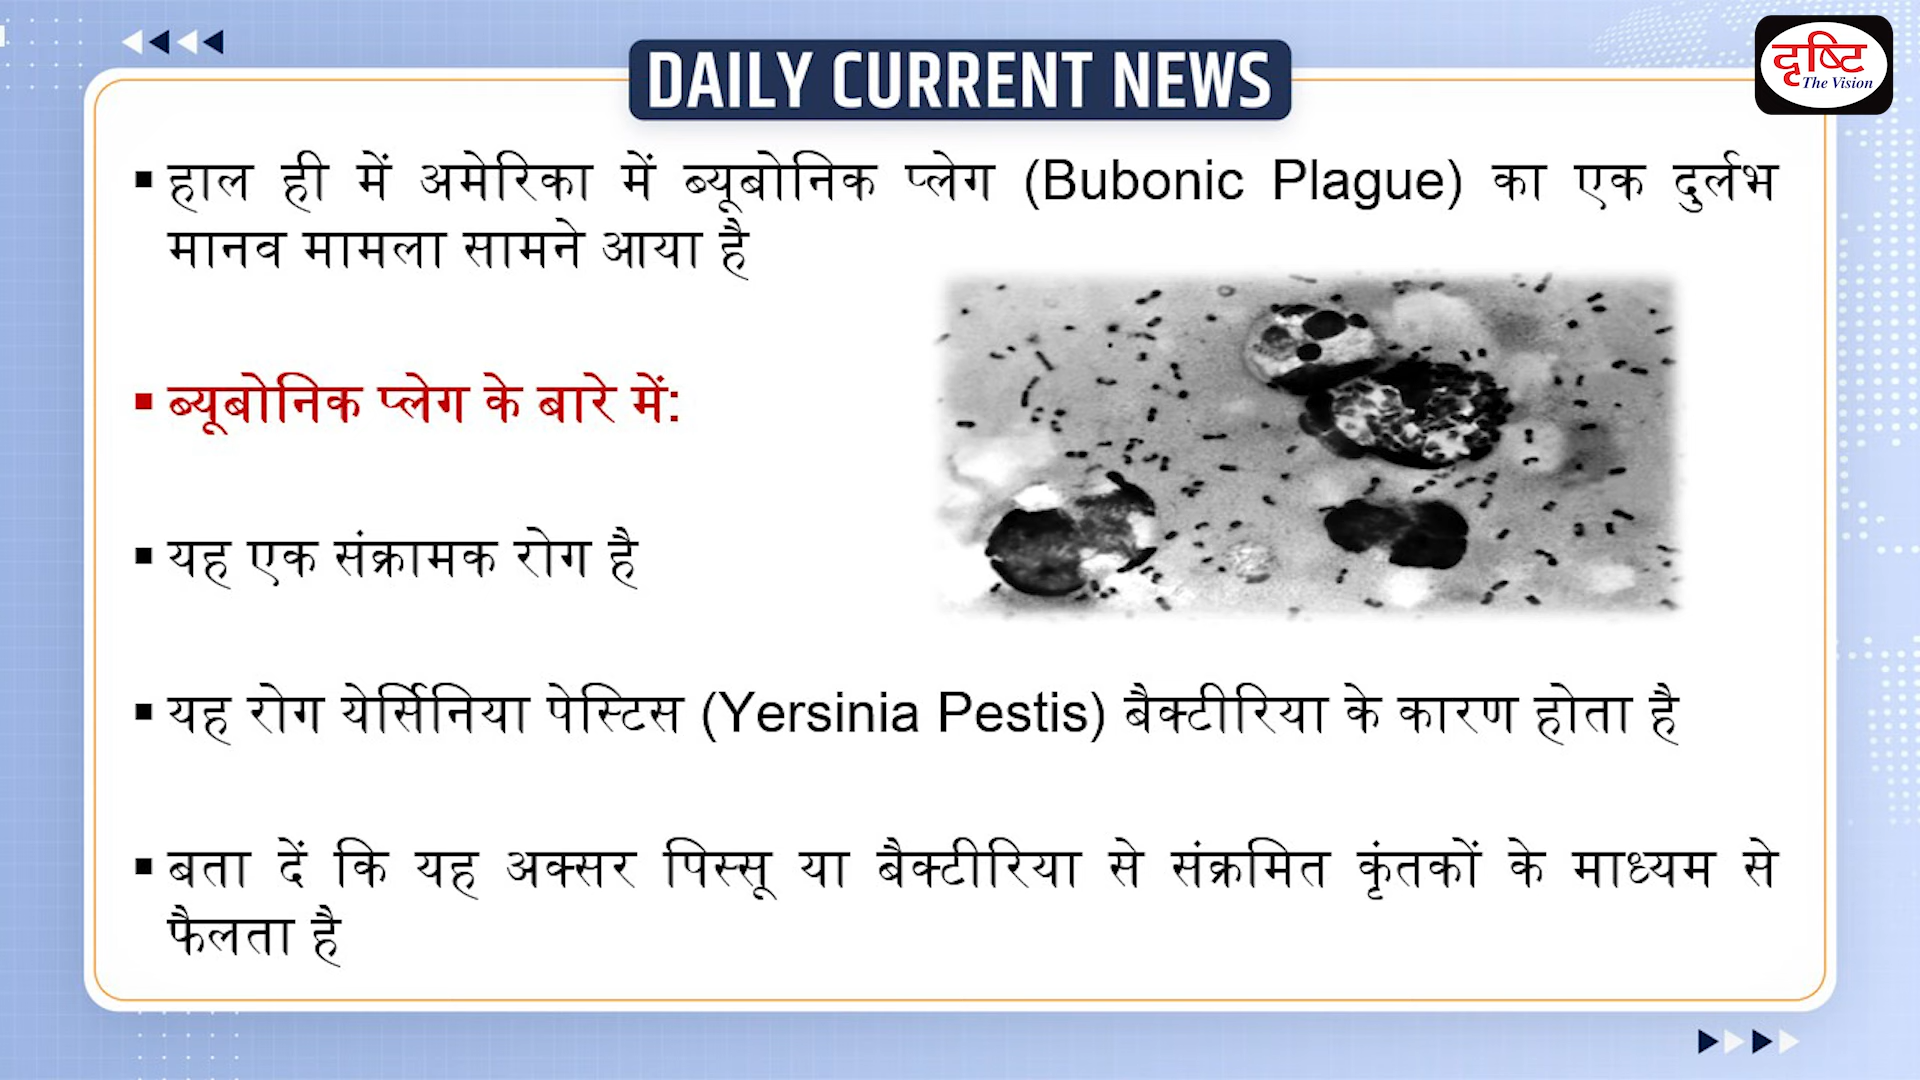 DAILY CURRENT NEWS
दृष्टि
The Vision
▪ हाल ही में अमेरिका में ब्यूबोनिक प्लेग (Bubonic Plague) का एक दुर्लभ
मानव मामला सामने आया है
▪ ब्यूबोनिक प्लेग के बारे में:
▪ यह एक संक्रामक रोग है
▪ यह रोग येर्सिनिया पेस्टिस (Yersinia Pestis) बैक्टीरिया के कारण होता है
▪ बता दें कि यह अक्सर पिस्सू या बैक्टीरिया से संक्रमित कृंतकों के माध्यम से
फैलता है